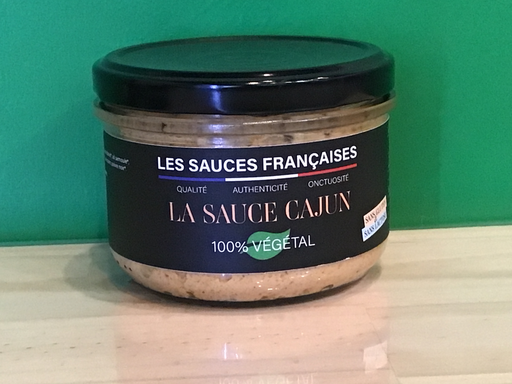 LES SAUCES FRANÇAISES
QUALITÉ AUTHENTICITÉ ONCTUOSITÉ
LA SAUCE CAJUN
100% VÉGÉTAL